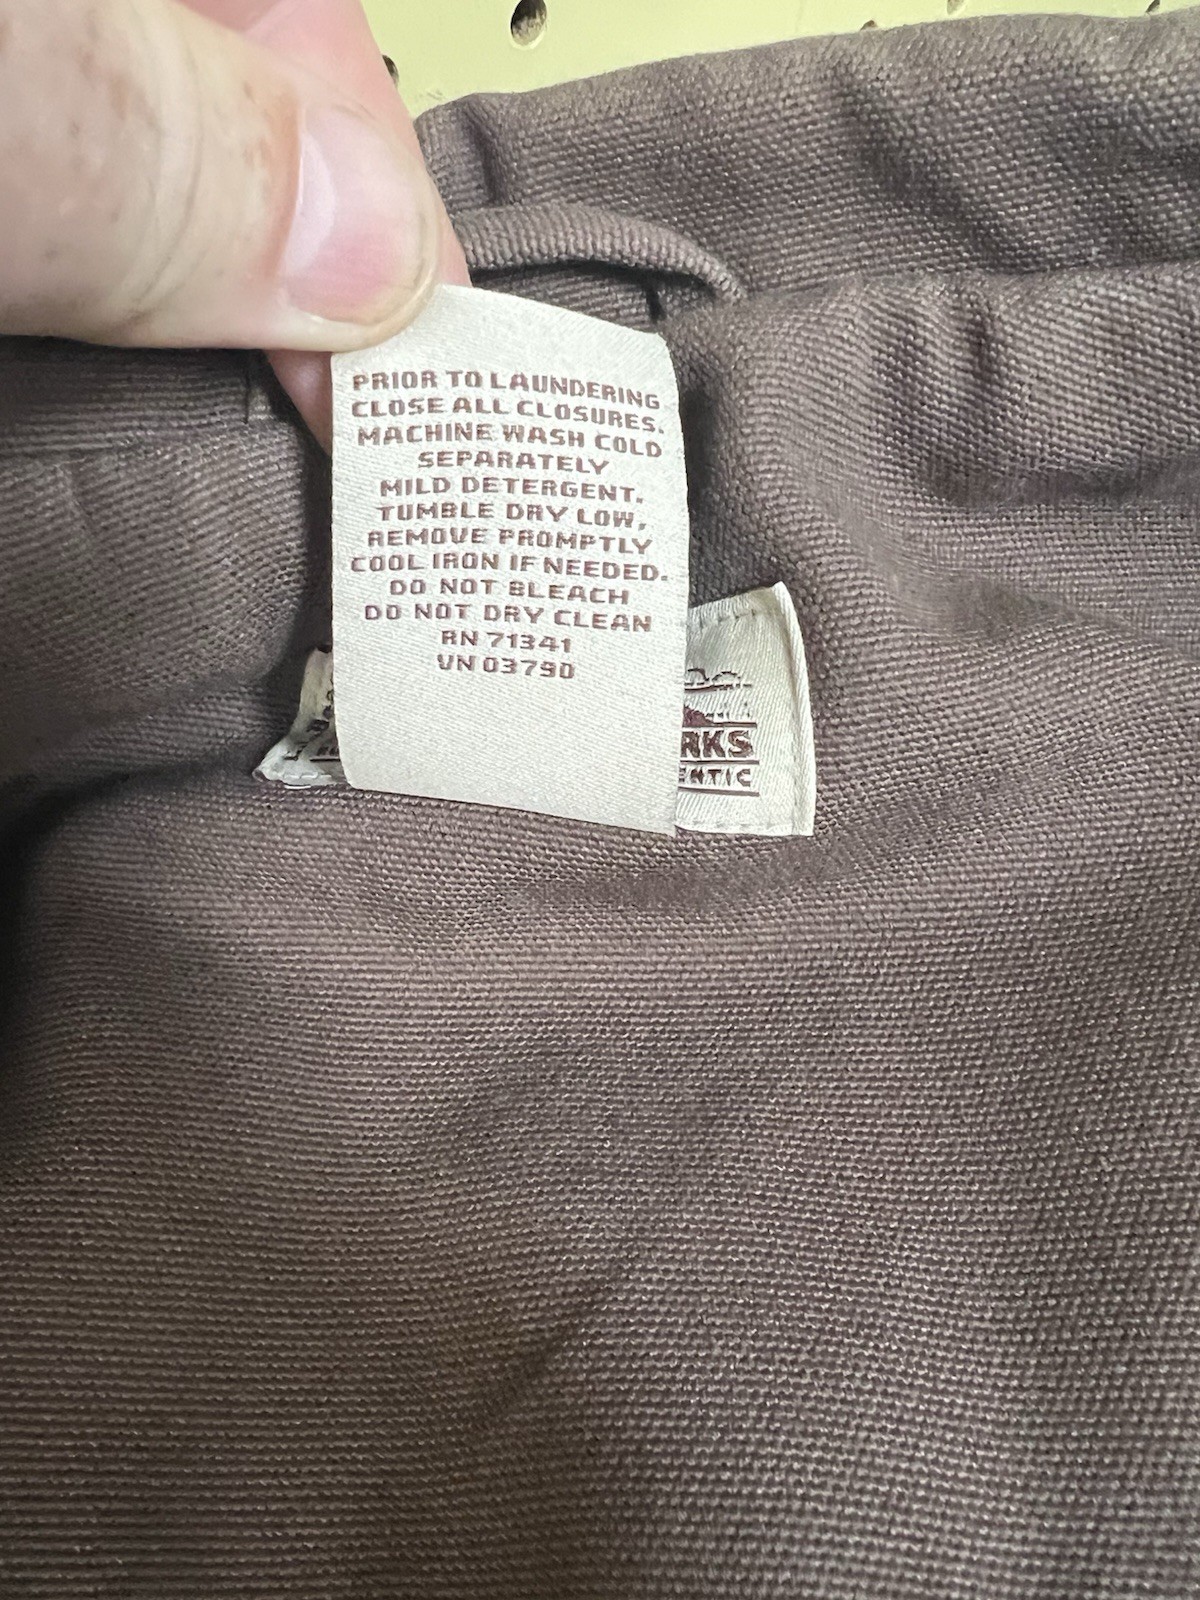 PRIOR TO LAUNDERING
CLOSE ALL CLOSURES.
MACHINE WASH COLD
SEPARATELY
MILD DETERGENT.
TUMBLE DRY LOW,
REMOVE PROMPTLY
COOL IRON IF NEEDED.
DO NOT BLEACH
DO NOT DRY CLEAN
RN 71341
VN 03790
RKS
ENTIC